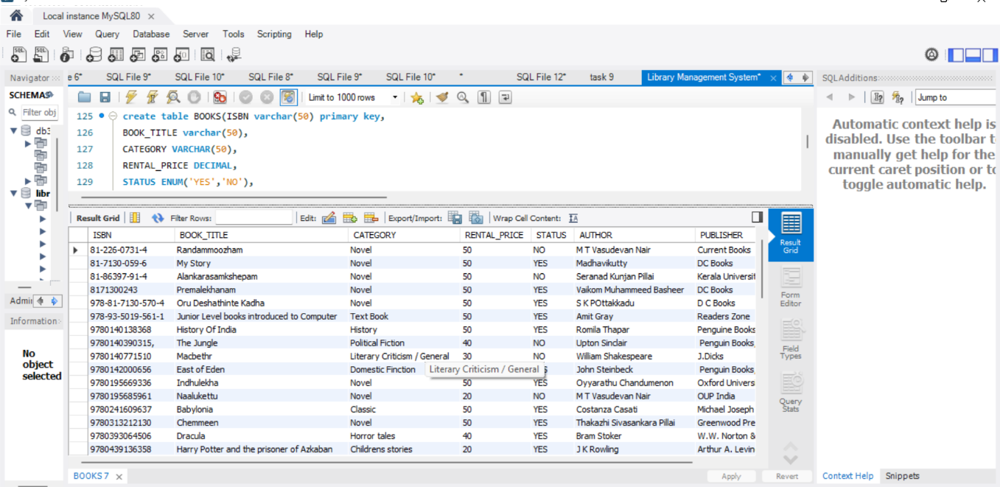 Local instance MySQL80
File Edit View Query Database Server Tools Scripting Help
Navigator e 6* SQL File 9* SQL File 10* SQL File 8* SQL File 9* SQL File 10* * SQL File 12* task 9 Library Management System* SQLAdditions
SCHEMAS Limit to 1000 rows Jump to
Filter obj
125 create table BOOKS(ISBN varchar(50) primary key,
126 BOOK_TITLE varchar(50),
127 CATEGORY VARCHAR(50),
128 RENTAL_PRICE DECIMAL,
129 STATUS ENUM('YES','NO'),
db3
libr
Automatic context help is
disabled. Use the toolbar t
manually get help for the
current caret position or to
toggle automatic help.
Result Grid Filter Rows: Edit: Export/Import: Wrap Cell Content:
ISBN BOOK_TITLE CATEGORY RENTAL_PRICE STATUS AUTHOR PUBLISHER
81-226-0731-4 Randammoozham Novel 50 NO M T Vasudevan Nair Current Books
81-7130-059-6 My Story Novel 50 YES Madhavikutty DC Books
81-86397-91-4 Alankarasamkshepam Novel 50 NO Seranad Kunjan Pillai Kerala Universit
8171300243 Premalekhanam Novel 50 YES Vaikom Muhammeed Basheer DC Books
978-81-7130-570-4 Oru Deshathinte Kadha Novel 50 YES S K POttakkadu D C Books
978-93-5019-561-1 Junior Level books introduced to Computer Text Book 50 YES Amit Gray Readers Zone
9780140138368 History Of India History 50 YES Romila Thapar Penguine Books
9780140390315, The Jungle Political Fiction 40 NO Upton Sinclair Penguin Books,
9780140771510 Macbethr Literary Criticism / General 30 NO William Shakespeare J.Dicks
9780142000656 East of Eden Domestic Finction S John Steinbeck Penguin Books,
Literary Criticism / General
9780195669336 Indhulekha Novel 50 YES Oyyarathu Chandumenon Oxford Univers
9780195685961 Naalukettu Novel 20 NO M T Vasudevan Nair OUP India
9780241609637 Babylonia Classic 50 YES Costanza Casati Michael Joseph
9780313212130 Chemmeen Novel 50 YES Thakazhi Sivasankara Pillai Greenwood Pre
9780393064506 Dracula Horror tales 40 YES Bram Stoker W.W. Norton &
9780439136358 Harry Potter and the prisoner of Azkaban Childrens stories 20 YES J K Rowling Arthur A. Levin
Result
Grid
Form
Editor
Field
Types
Query
Stats
Admin
Information
No
object
selected
BOOKS 7 Apply Revert Context Help Snippets